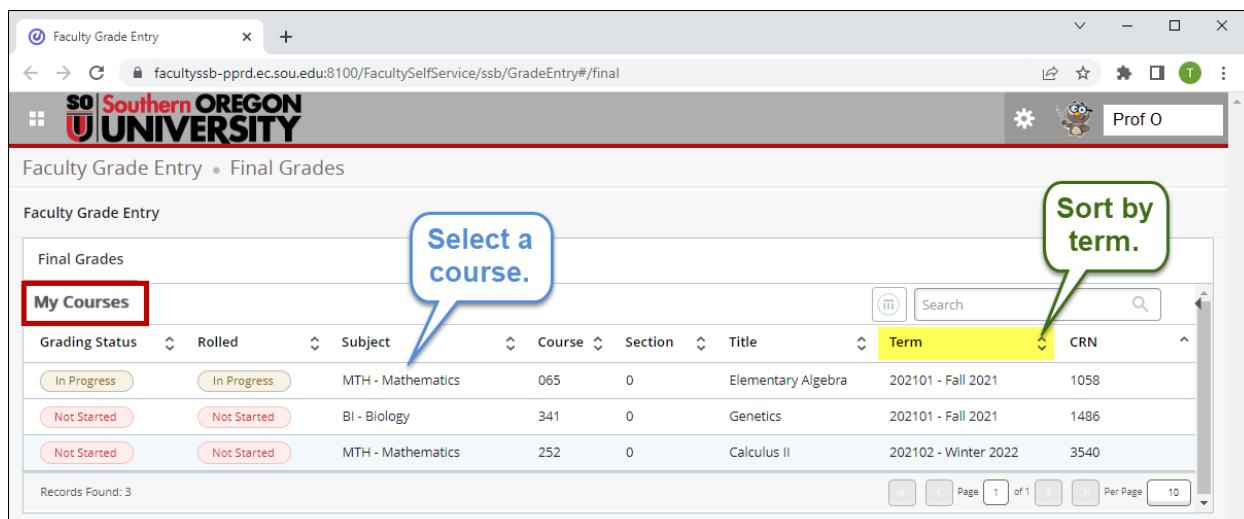 Faculty Grade Entry
facultyssb-pprd.ec.sou.edu:8100/FacultySelfService/ssb/GradeEntry#/final
T
SO Southern OREGON
U UNIVERSITY
Prof O
Faculty Grade Entry • Final Grades
Faculty Grade Entry
Sort by
term.
Select a
course.
Final Grades
My Courses
Search
Grading Status Rolled Subject Course Section Title Term CRN
In Progress In Progress MTH - Mathematics 065 0 Elementary Algebra 202101 - Fall 2021 1058
Not Started Not Started BI - Biology 341 0 Genetics 202101 - Fall 2021 1486
Not Started Not Started MTH - Mathematics 252 0 Calculus II 202102 - Winter 2022 3540
Records Found: 3 Page 1 of 1 Per Page 10